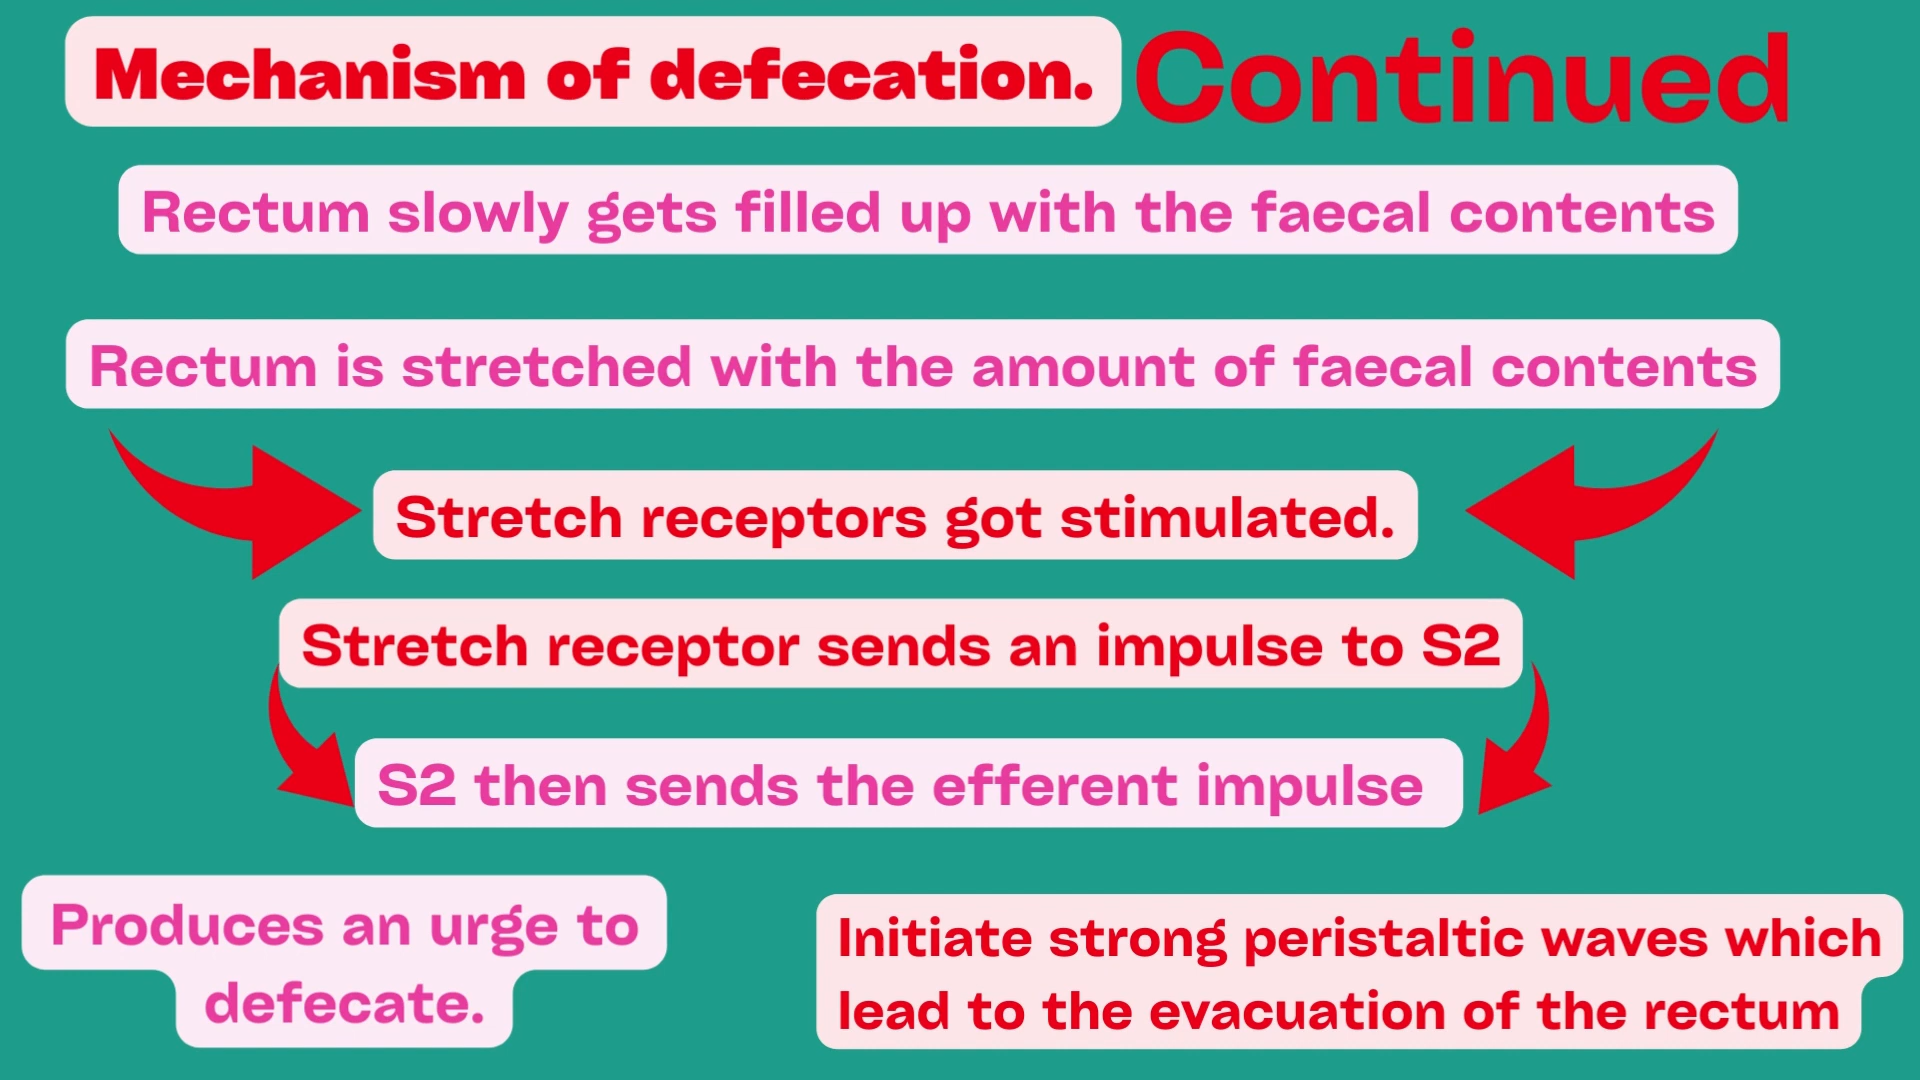 Mechanism of defecation. Continued
Rectum slowly gets filled up with the faecal contents
Rectum is stretched with the amount of faecal contents
Stretch receptors got stimulated.
Stretch receptor sends an impulse to S2
S2 then sends the efferent impulse
Produces an urge to
defecate.
Initiate strong peristaltic waves which
lead to the evacuation of the rectum